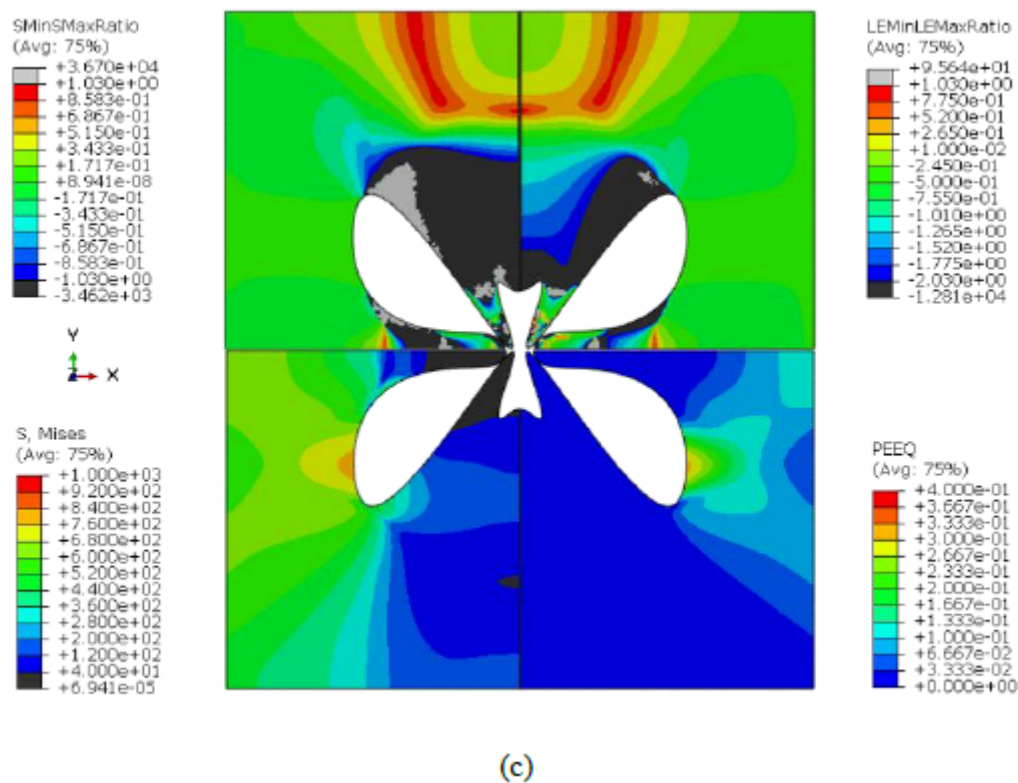 SMinSMaxRatio
(Avg: 75%)
+3.670e+04
+1.030e+00
+8.583e-01
+6.867e-01
+5.150e-01
+3.433e-01
+1.717e-01
+8.941e-08
-1.717e-01
-3.433e-01
-5.150e-01
-6.867e-01
-8.583e-01
-1.030e+00
-3.462e+03
LEMinLEMaxRatio
(Avg: 75%)
+9.564e+01
+1.030e+00
+7.750e-01
+5.200e-01
+2.650e-01
+1.000e-02
-2.450e-01
-5.000e-01
-7.550e-01
-1.010e+00
-1.265e+00
-1.520e+00
-1.775e+00
-2.030e+00
-1.281e+04
Y
Z X
S, Mises
(Avg: 75%)
+1.000e+03
+9.200e+02
+8.400e+02
+7.600e+02
+6.800e+02
+6.000e+02
+5.200e+02
+4.400e+02
+3.600e+02
+2.800e+02
+2.000e+02
+1.200e+02
+4.000e+01
+6.941e-05
PEEQ
(Avg: 75%)
+4.000e-01
+3.667e-01
+3.333e-01
+3.000e-01
+2.667e-01
+2.333e-01
+2.000e-01
+1.667e-01
+1.333e-01
+1.000e-01
+6.667e-02
+3.333e-02
+0.000e+00
(c)